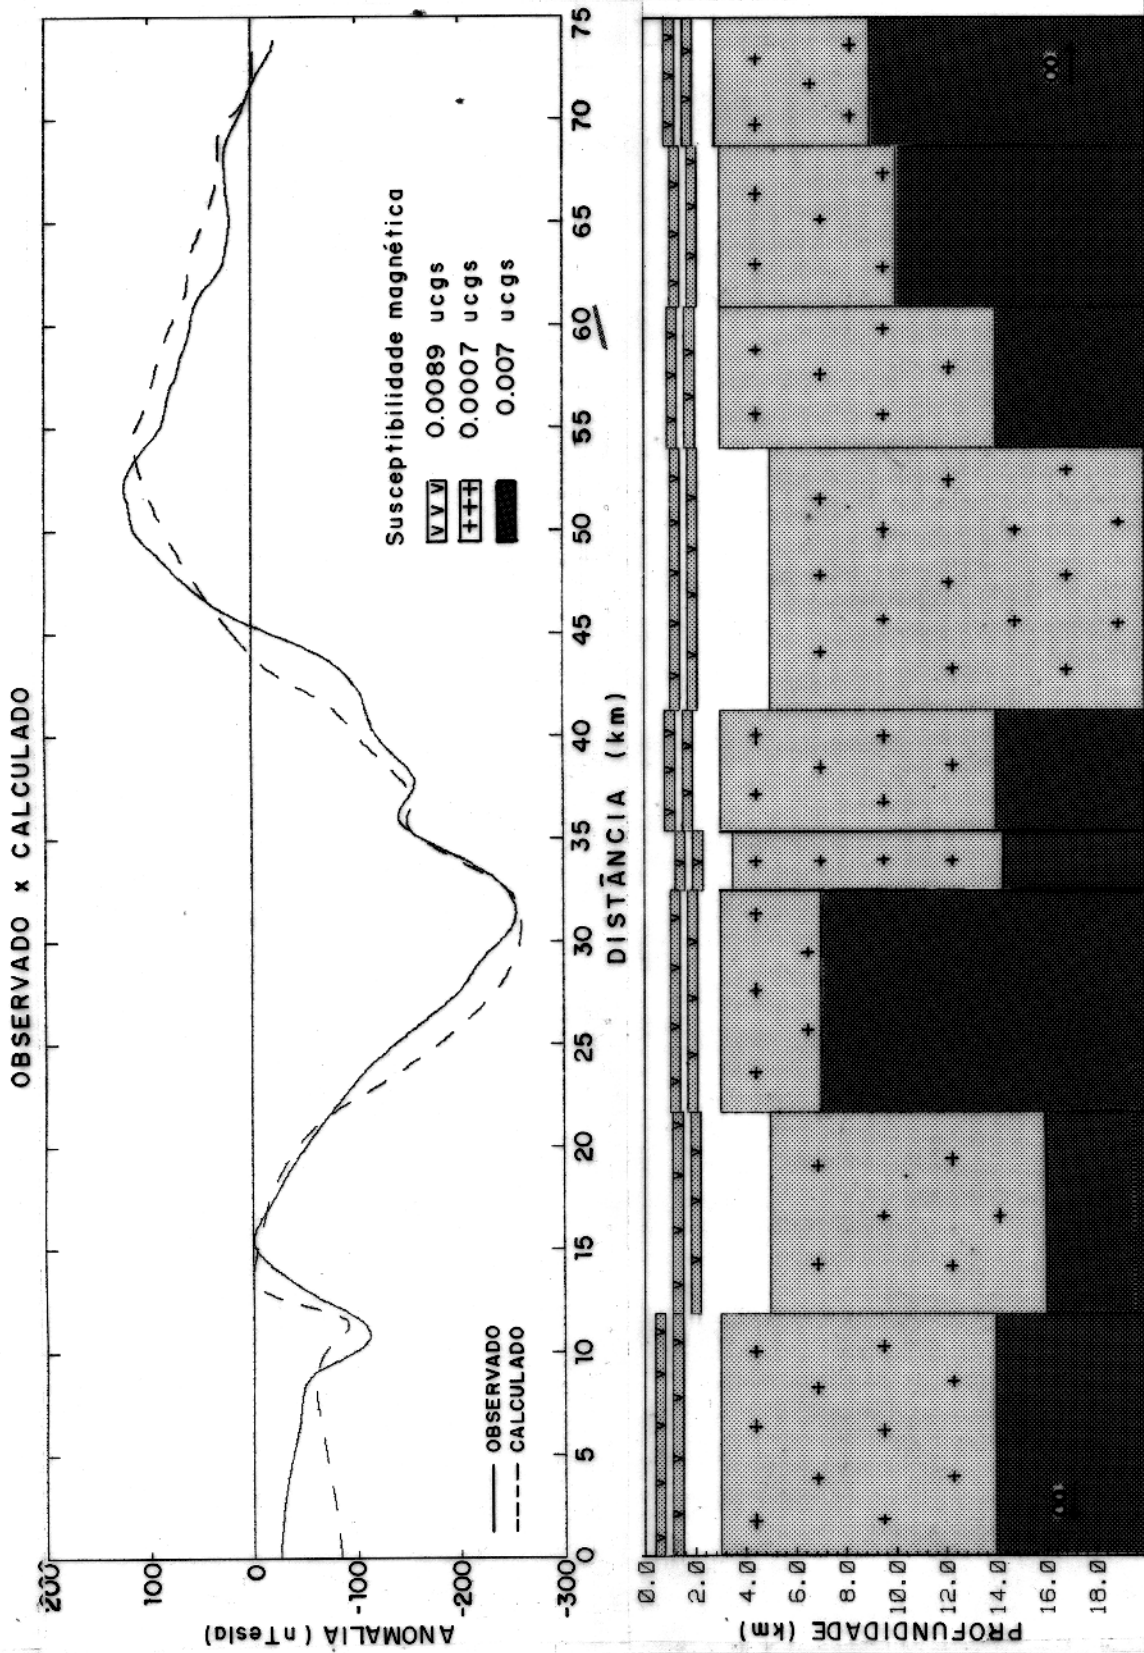 OBSERVADO x CALCULADO
200
100
0
-100
-200
-300
ANOMALIA (nTesla)
OBSERVADO
CALCULADO
Susceptibilidade magnética
V V V 0.0089 ucgs
+++ 0.0007 ucgs
0.007 ucgs
0 5 10 15 20 25 30 35 40 45 50 55 60 65 70 75
DISTÂNCIA (km)
0.0
2.0
4.0
6.0
8.0
10.0
12.0
14.0
16.0
18.0
PROFUNDIDADE (km)
∞
∞